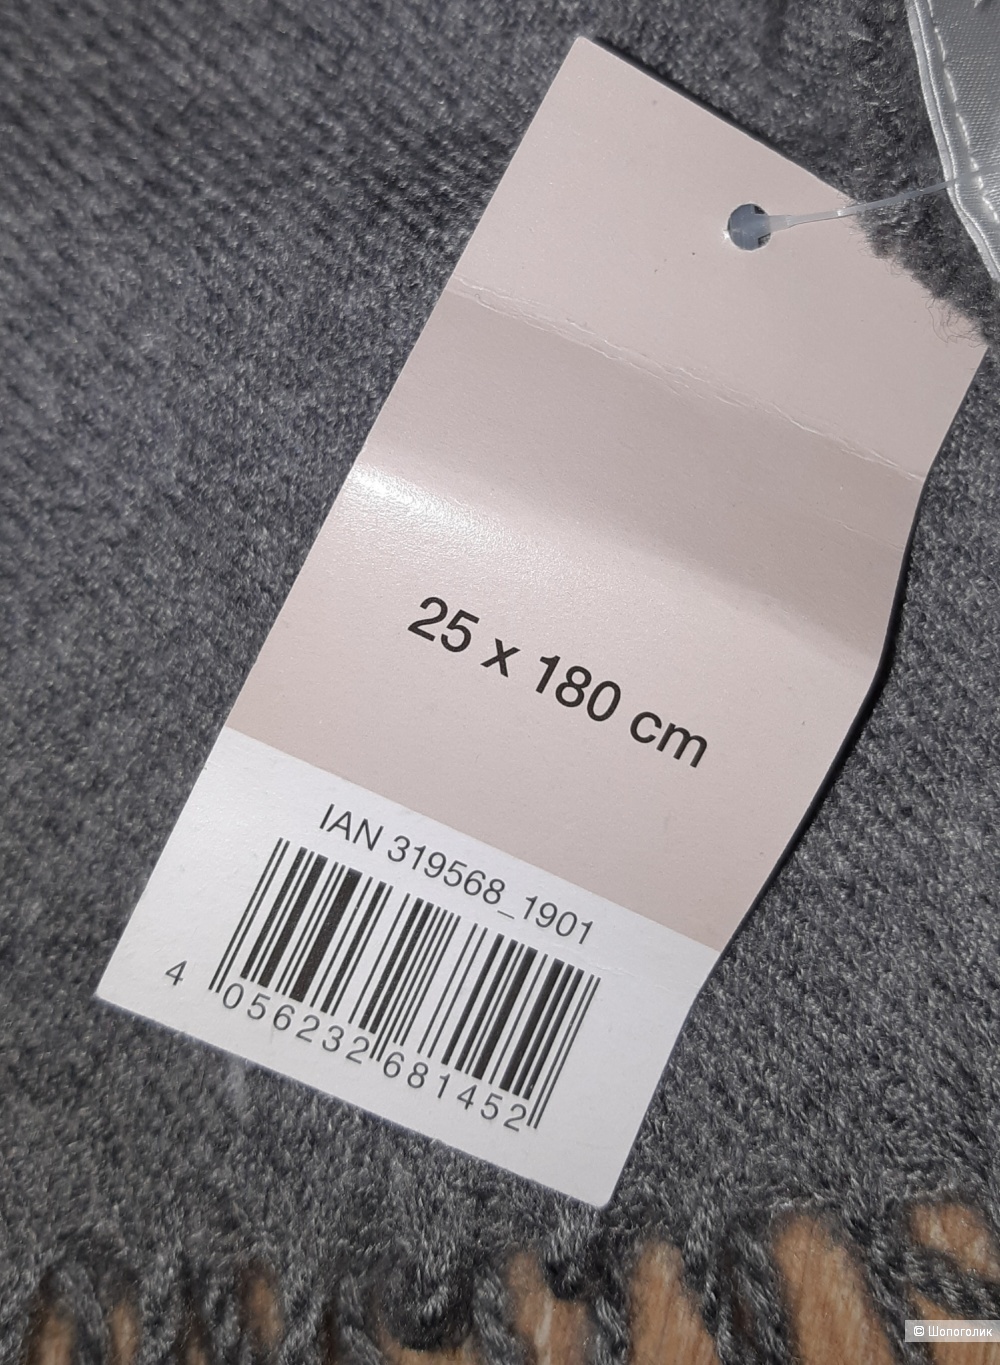 25 x 180 cm
IAN 319568_1901
4 056232 681452
© Шопоголик